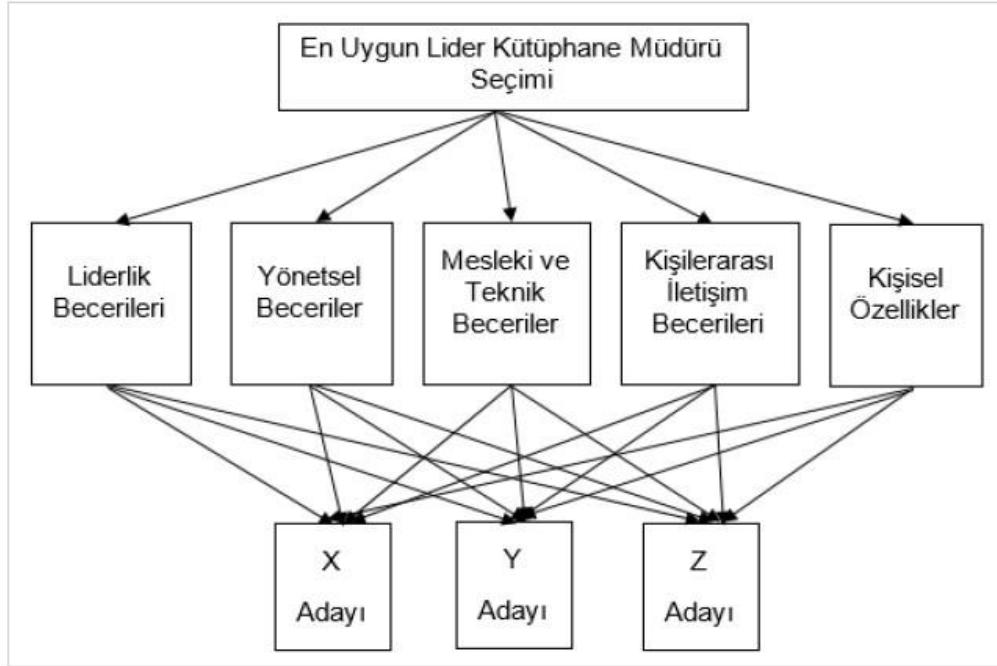 En Uygun Lider Kütüphane Müdürü
Seçimi
Liderlik
Becerileri
Yönetsel
Beceriler
Mesleki ve
Teknik
Beceriler
Kişilerarası
İletişim
Becerileri
Kişisel
Özellikler
X
Adayı
Y
Adayı
Z
Adayı